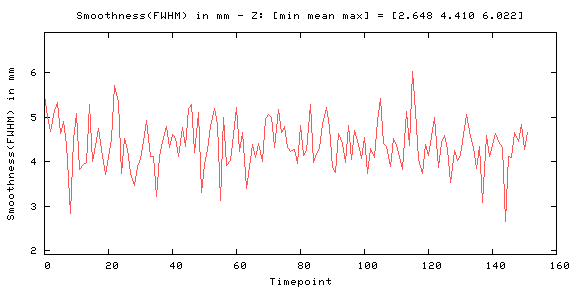 Smoothness(FWHM) in mm - Z: [min mean max] = [2.648 4.410 6.022]
Smoothness(FWHM) in mm
6
5
4
3
2
0 20 40 60 80 100 120 140 160
Timepoint